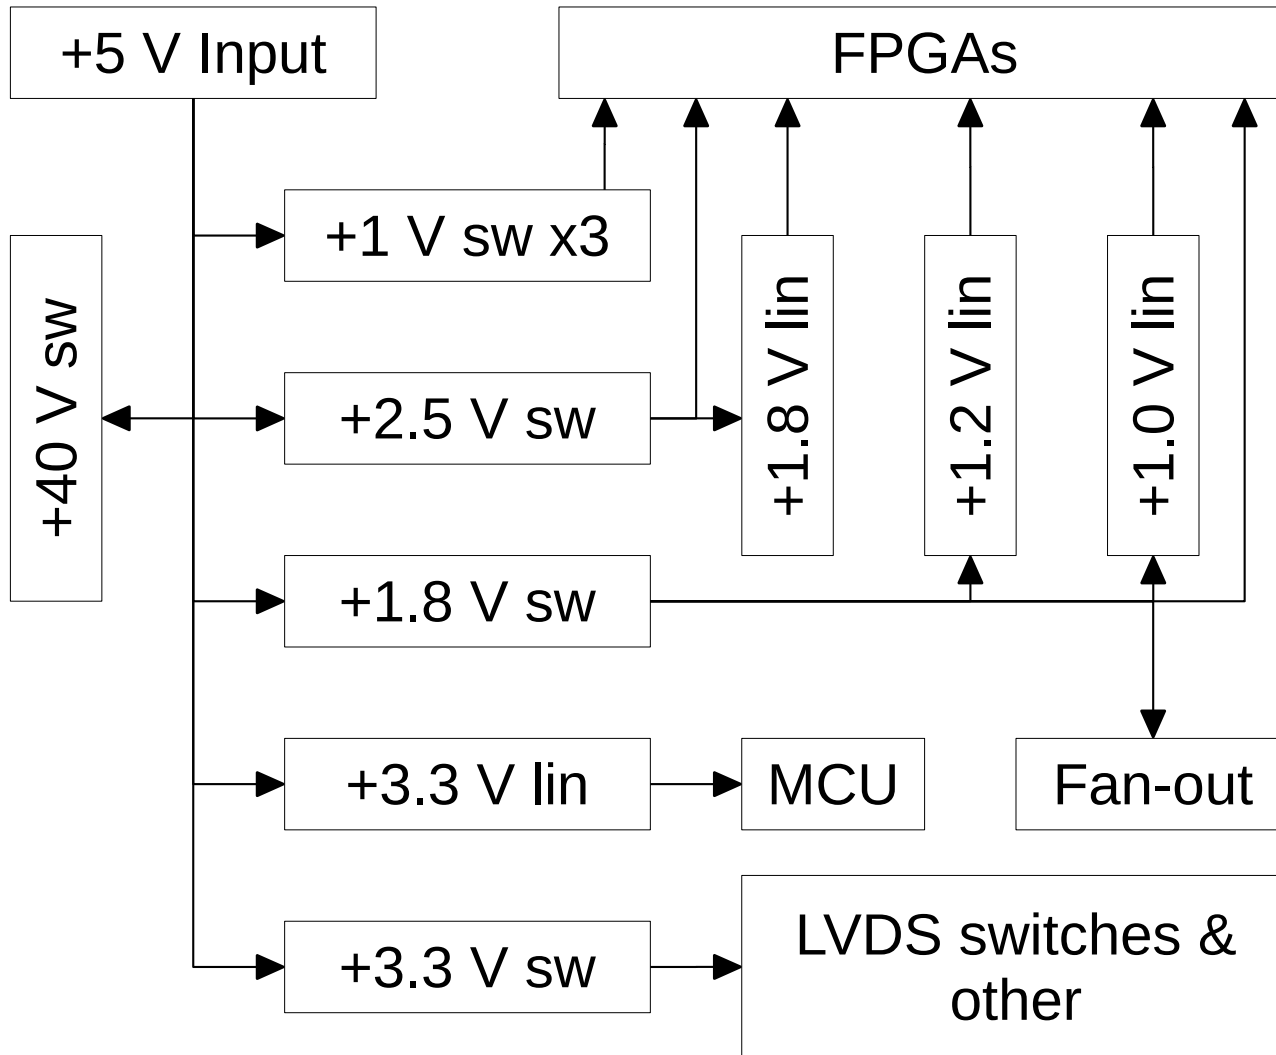 +5 V Input
FPGAs
+1 V sw x3
+40 V sw
+2.5 V sw
+1.8 V lin
+1.2 V lin
+1.0 V lin
+1.8 V sw
+3.3 V lin
MCU
Fan-out
+3.3 V sw
LVDS switches &
other